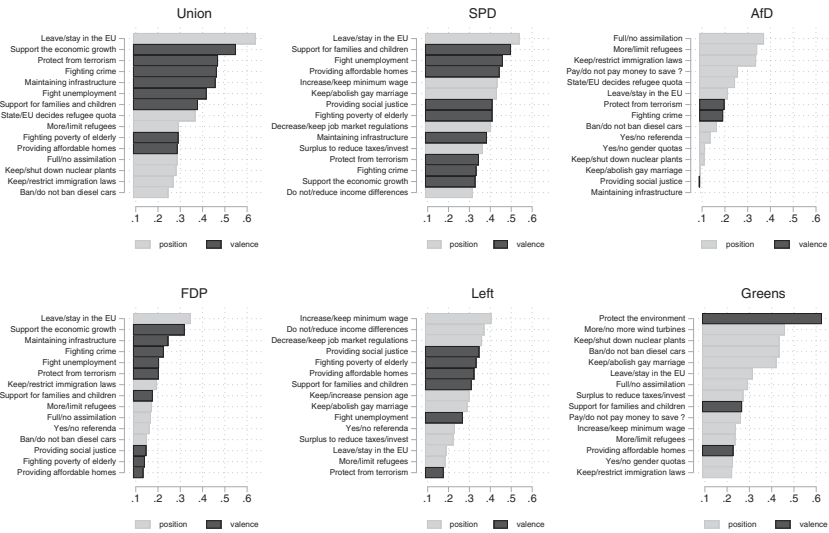 Union
Leave/stay in the EU
Support the economic growth
Protect from terrorism
Fighting crime
Maintaining infrastructure
Fight unemployment
Support for families and children
State/EU decides refugee quota
More/limit refugees
Fighting poverty of elderly
Providing affordable homes
Full/no assimilation
Keep/shut down nuclear plants
Keep/restrict immigration laws
Ban/do not ban diesel cars
.1 .2 .3 .4 .5 .6
position valence
SPD
Leave/stay in the EU
Support for families and children
Fight unemployment
Providing affordable homes
Increase/keep minimum wage
Keep/abolish gay marriage
Providing social justice
Fighting poverty of elderly
Decrease/keep job market regulations
Maintaining infrastructure
Surplus to reduce taxes/invest
Protect from terrorism
Fighting crime
Support the economic growth
Do not/reduce income differences
.1 .2 .3 .4 .5 .6
position valence
AfD
Full/no assimilation
More/limit refugees
Keep/restrict immigration laws
Pay/do not pay money to save ?
State/EU decides refugee quota
Leave/stay in the EU
Protect from terrorism
Fighting crime
Ban/do not ban diesel cars
Yes/no referenda
Yes/no gender quotas
Keep/shut down nuclear plants
Keep/abolish gay marriage
Providing social justice
Maintaining infrastructure
.1 .2 .3 .4 .5 .6
position valence
FDP
Leave/stay in the EU
Support the economic growth
Maintaining infrastructure
Fighting crime
Fight unemployment
Protect from terrorism
Keep/restrict immigration laws
Support for families and children
More/limit refugees
Full/no assimilation
Yes/no referenda
Ban/do not ban diesel cars
Providing social justice
Fighting poverty of elderly
Providing affordable homes
.1 .2 .3 .4 .5 .6
position valence
Left
Increase/keep minimum wage
Do not/reduce income differences
Decrease/keep job market regulations
Providing social justice
Fighting poverty of elderly
Providing affordable homes
Support for families and children
Keep/increase pension age
Keep/abolish gay marriage
Fight unemployment
Yes/no referenda
Surplus to reduce taxes/invest
Leave/stay in the EU
More/limit refugees
Protect from terrorism
.1 .2 .3 .4 .5 .6
position valence
Greens
Protect the environment
More/no more wind turbines
Keep/shut down nuclear plants
Ban/do not ban diesel cars
Keep/abolish gay marriage
Leave/stay in the EU
Full/no assimilation
Surplus to reduce taxes/invest
Support for families and children
Pay/do not pay money to save ?
Increase/keep minimum wage
More/limit refugees
Providing affordable homes
Yes/no gender quotas
Keep/restrict immigration laws
.1 .2 .3 .4 .5 .6
position valence